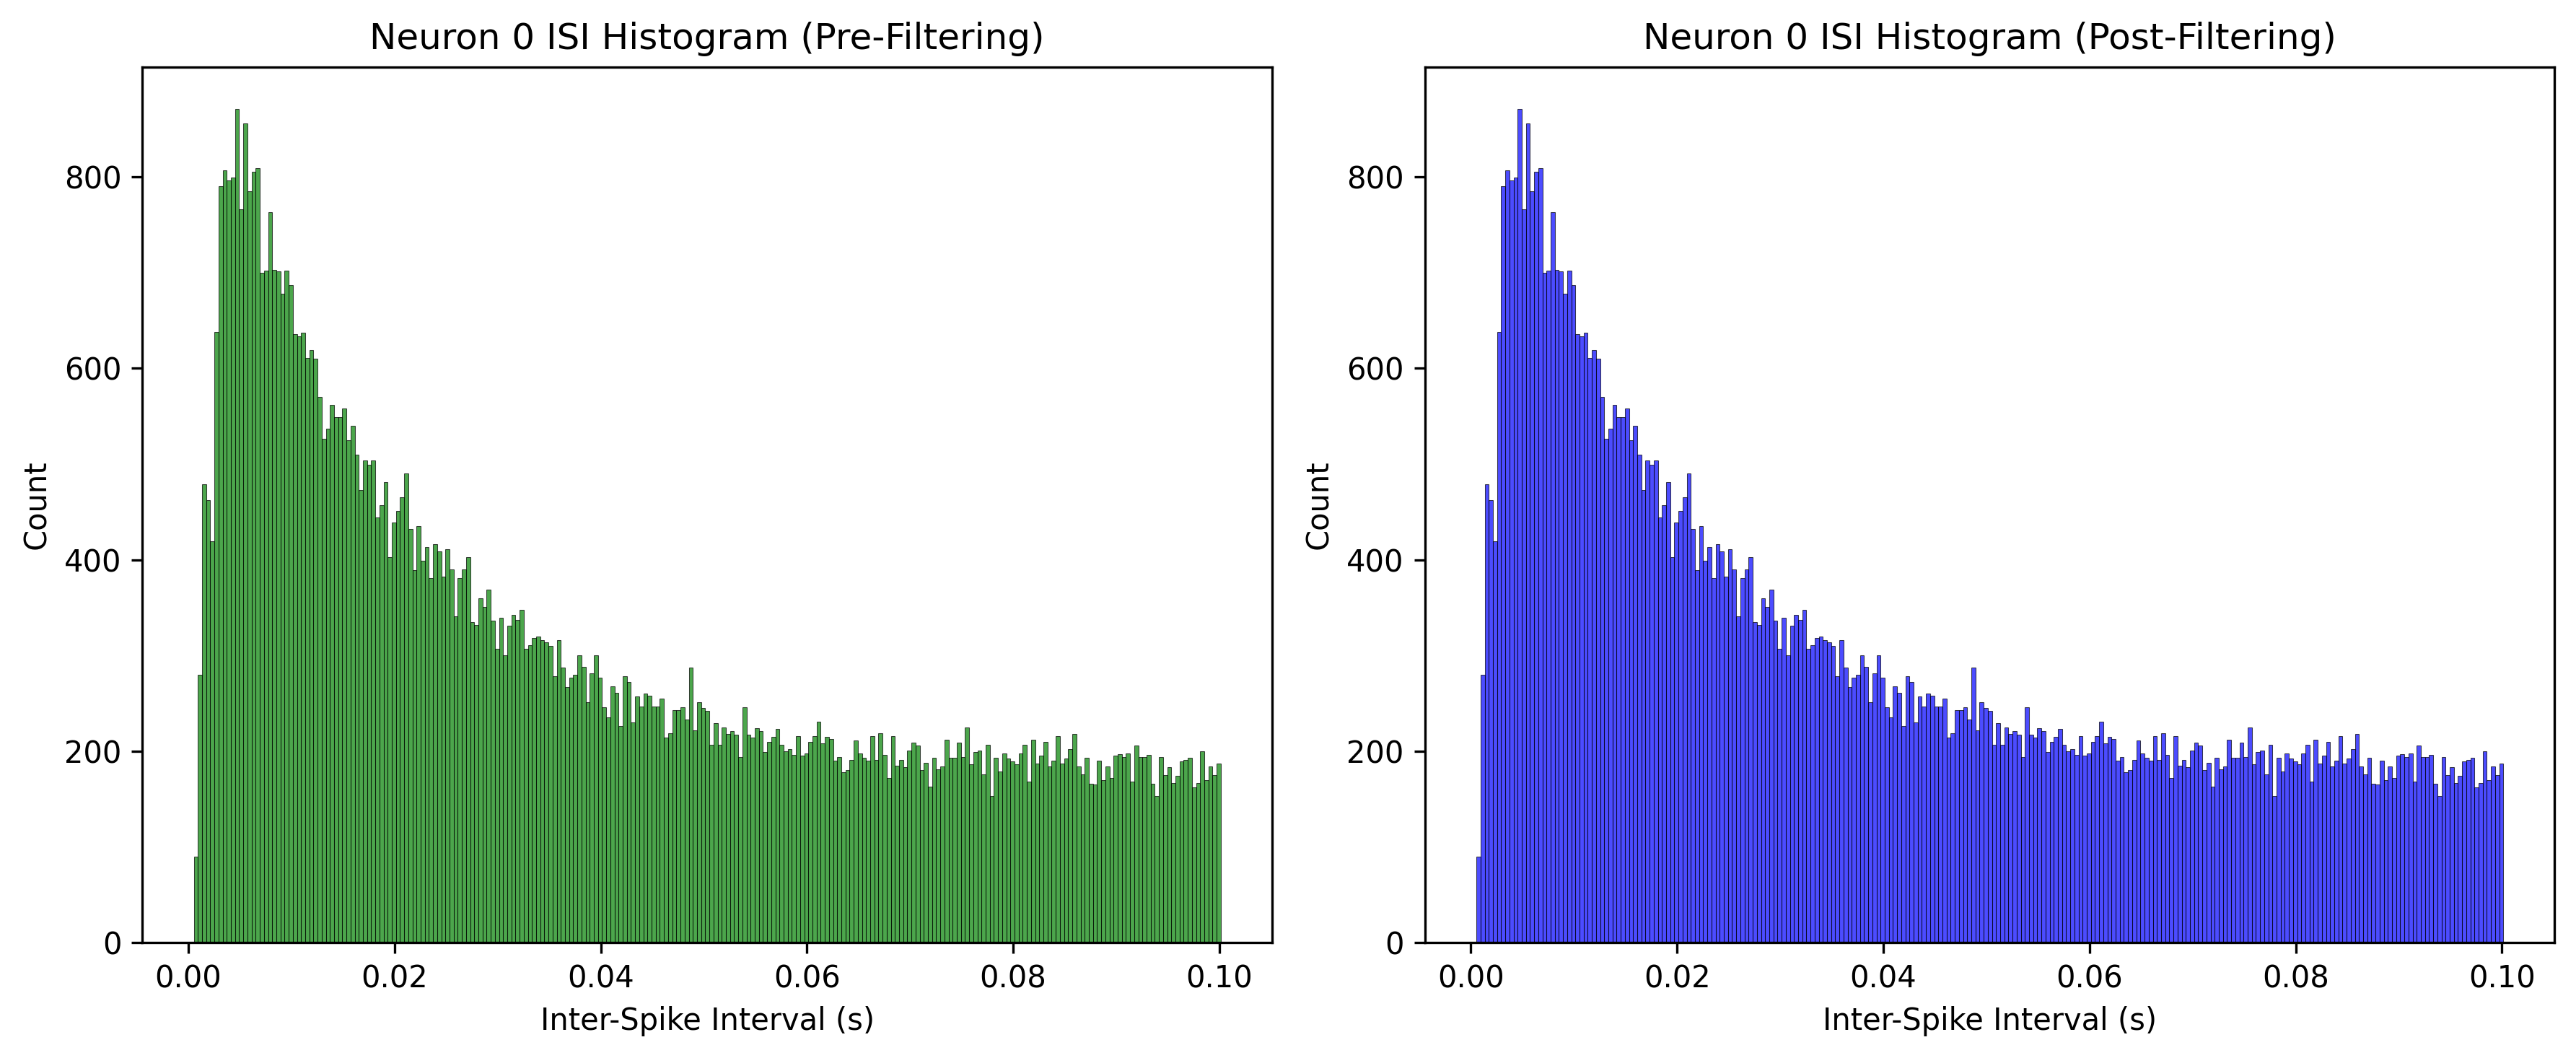 Neuron 0 ISI Histogram (Pre-Filtering)
800
600
400
200
0
Count
0.00 0.02 0.04 0.06 0.08 0.10
Inter-Spike Interval (s)
Neuron 0 ISI Histogram (Post-Filtering)
800
600
400
200
0
Count
0.00 0.02 0.04 0.06 0.08 0.10
Inter-Spike Interval (s)